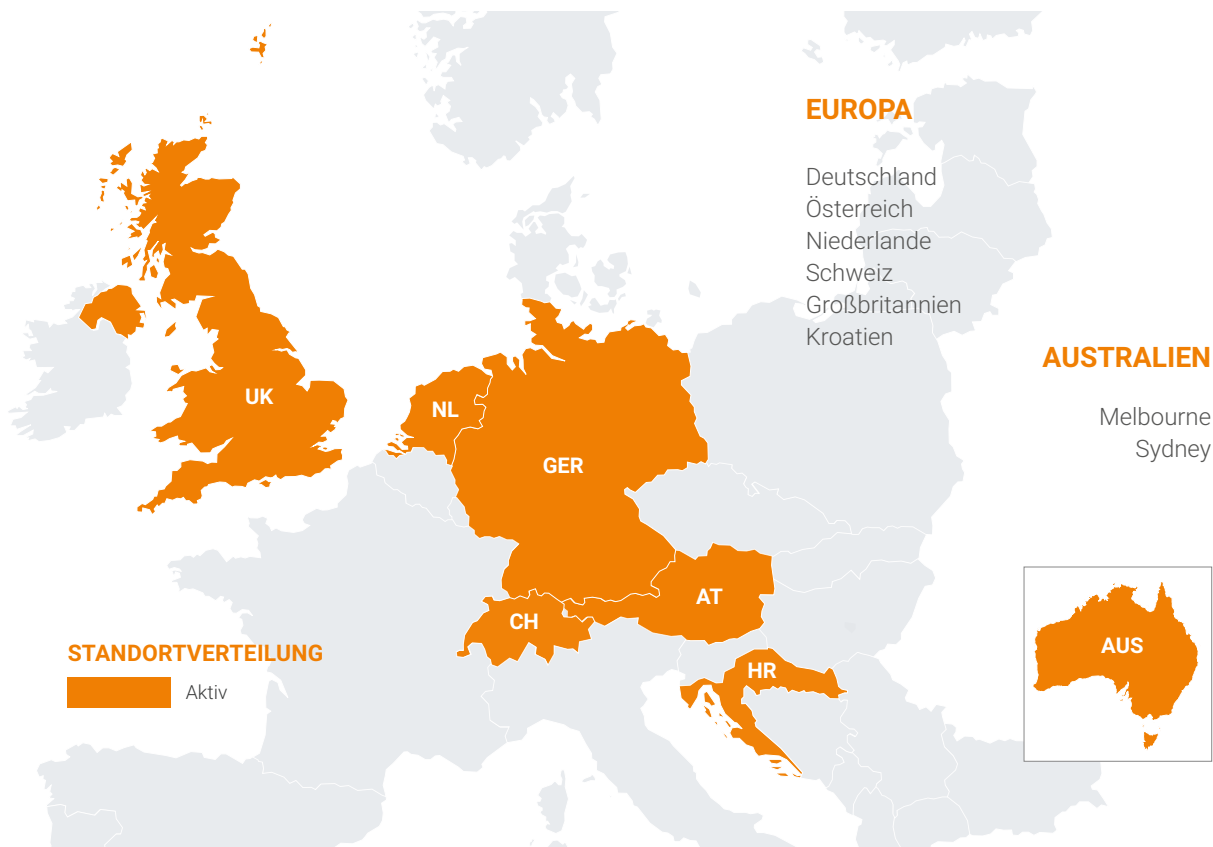 EUROPA
Deutschland
Österreich
Niederlande
Schweiz
Großbritannien
Kroatien
AUSTRALIEN
Melbourne
Sydney
UK
NL
GER
AT
CH
HR
AUS
STANDORTVERTEILUNG
Aktiv